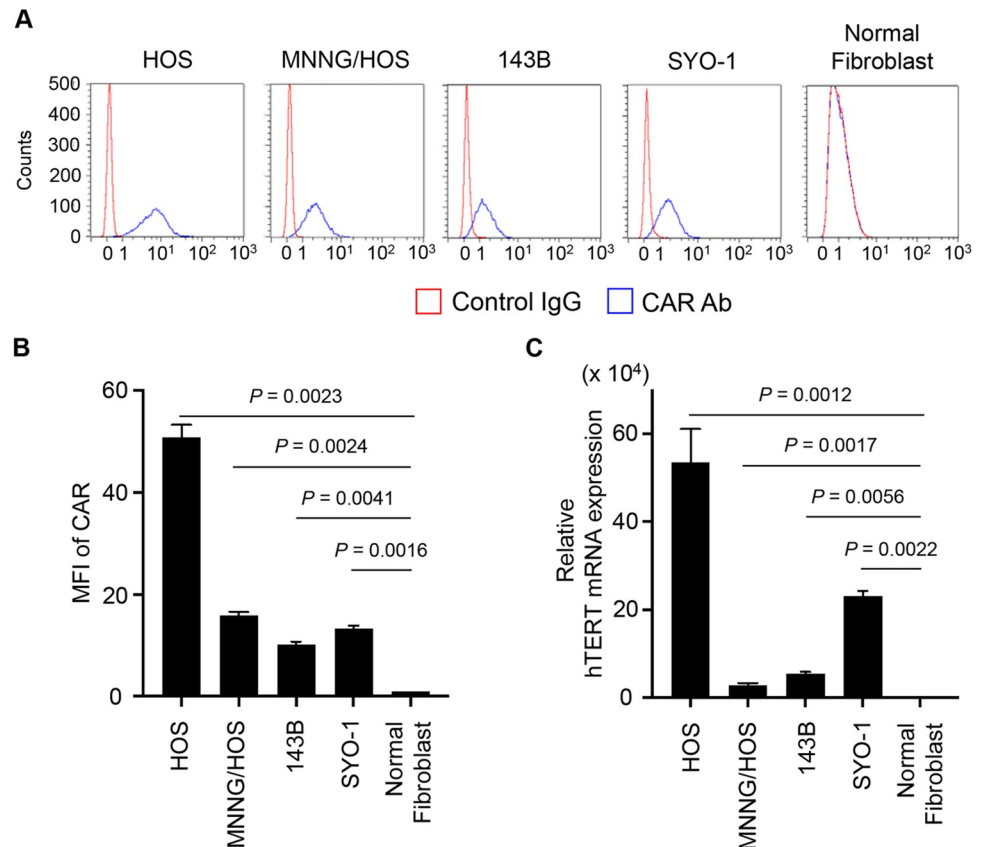 A
HOS
MNNG/HOS
143B
SYO-1
Normal
Fibroblast
Counts
500
400
300
200
100
0
0 1 10¹ 10² 10³
0 1 10¹ 10² 10³
0 1 10¹ 10² 10³
0 1 10¹ 10² 10³
0 1 10¹ 10² 10³
Control IgG
CAR Ab
B
MFI of CAR
60
40
20
0
P = 0.0023
P = 0.0024
P = 0.0041
P = 0.0016
HOS
MNNG/HOS
143B
SYO-1
Normal
Fibroblast
C
(x 10⁴)
Relative
hTERT mRNA expression
60
40
20
0
P = 0.0012
P = 0.0017
P = 0.0056
P = 0.0022
HOS
MNNG/HOS
143B
SYO-1
Normal
Fibroblast